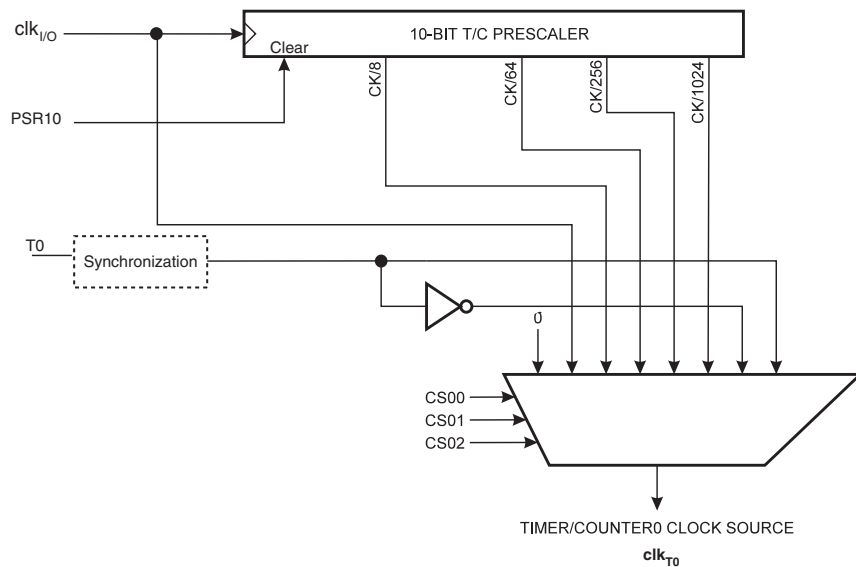 clkI/O
10-BIT T/C PRESCALER
Clear
CK/8
CK/64
CK/256
CK/1024
PSR10
T0
Synchronization
0
CS00
CS01
CS02
TIMER/COUNTER0 CLOCK SOURCE
clkT0